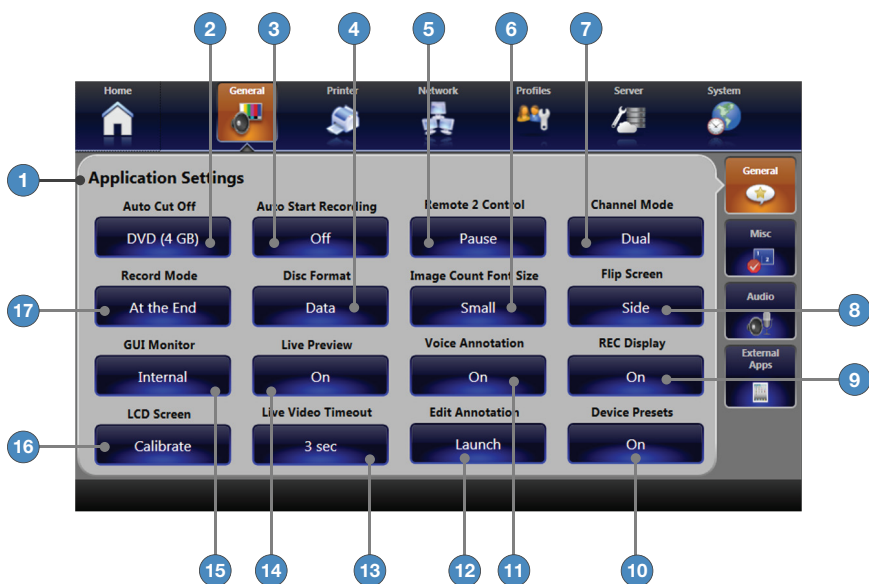 2 3 4 5 6 7
Home General Printer Network Profiles Server System
1
Application Settings
General
Auto Cut Off Auto Start Recording Remote 2 Control Channel Mode
DVD (4 GB) Off Pause Dual
Misc
Record Mode Disc Format Image Count Font Size Flip Screen
1 2
17 At the End Data Small Side 8
Audio
GUI Monitor Live Preview Voice Annotation REC Display
Internal On On On 9
External
Apps
LCD Screen Live Video Timeout Edit Annotation Device Presets
16 Calibrate 3 sec Launch On
15 14 13 12 11 10